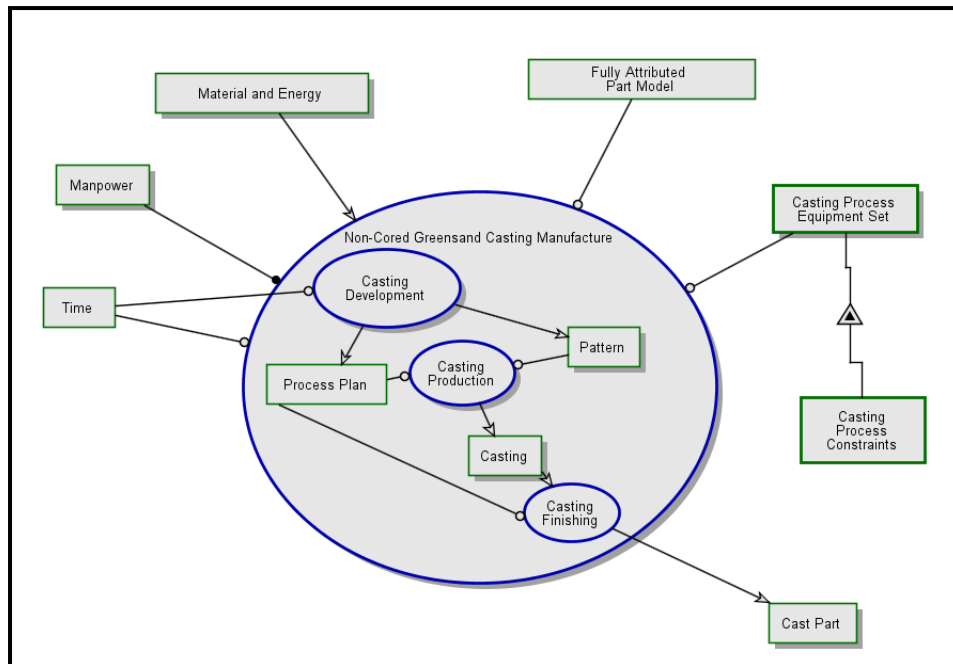 Material and Energy
Fully Attributed
Part Model
Manpower
Casting Process
Equipment Set
Non-Cored Greensand Casting Manufacture
Casting
Development
Time
Pattern
Casting
Production
Process Plan
Casting
Process
Constraints
Casting
Casting
Finishing
Cast Part